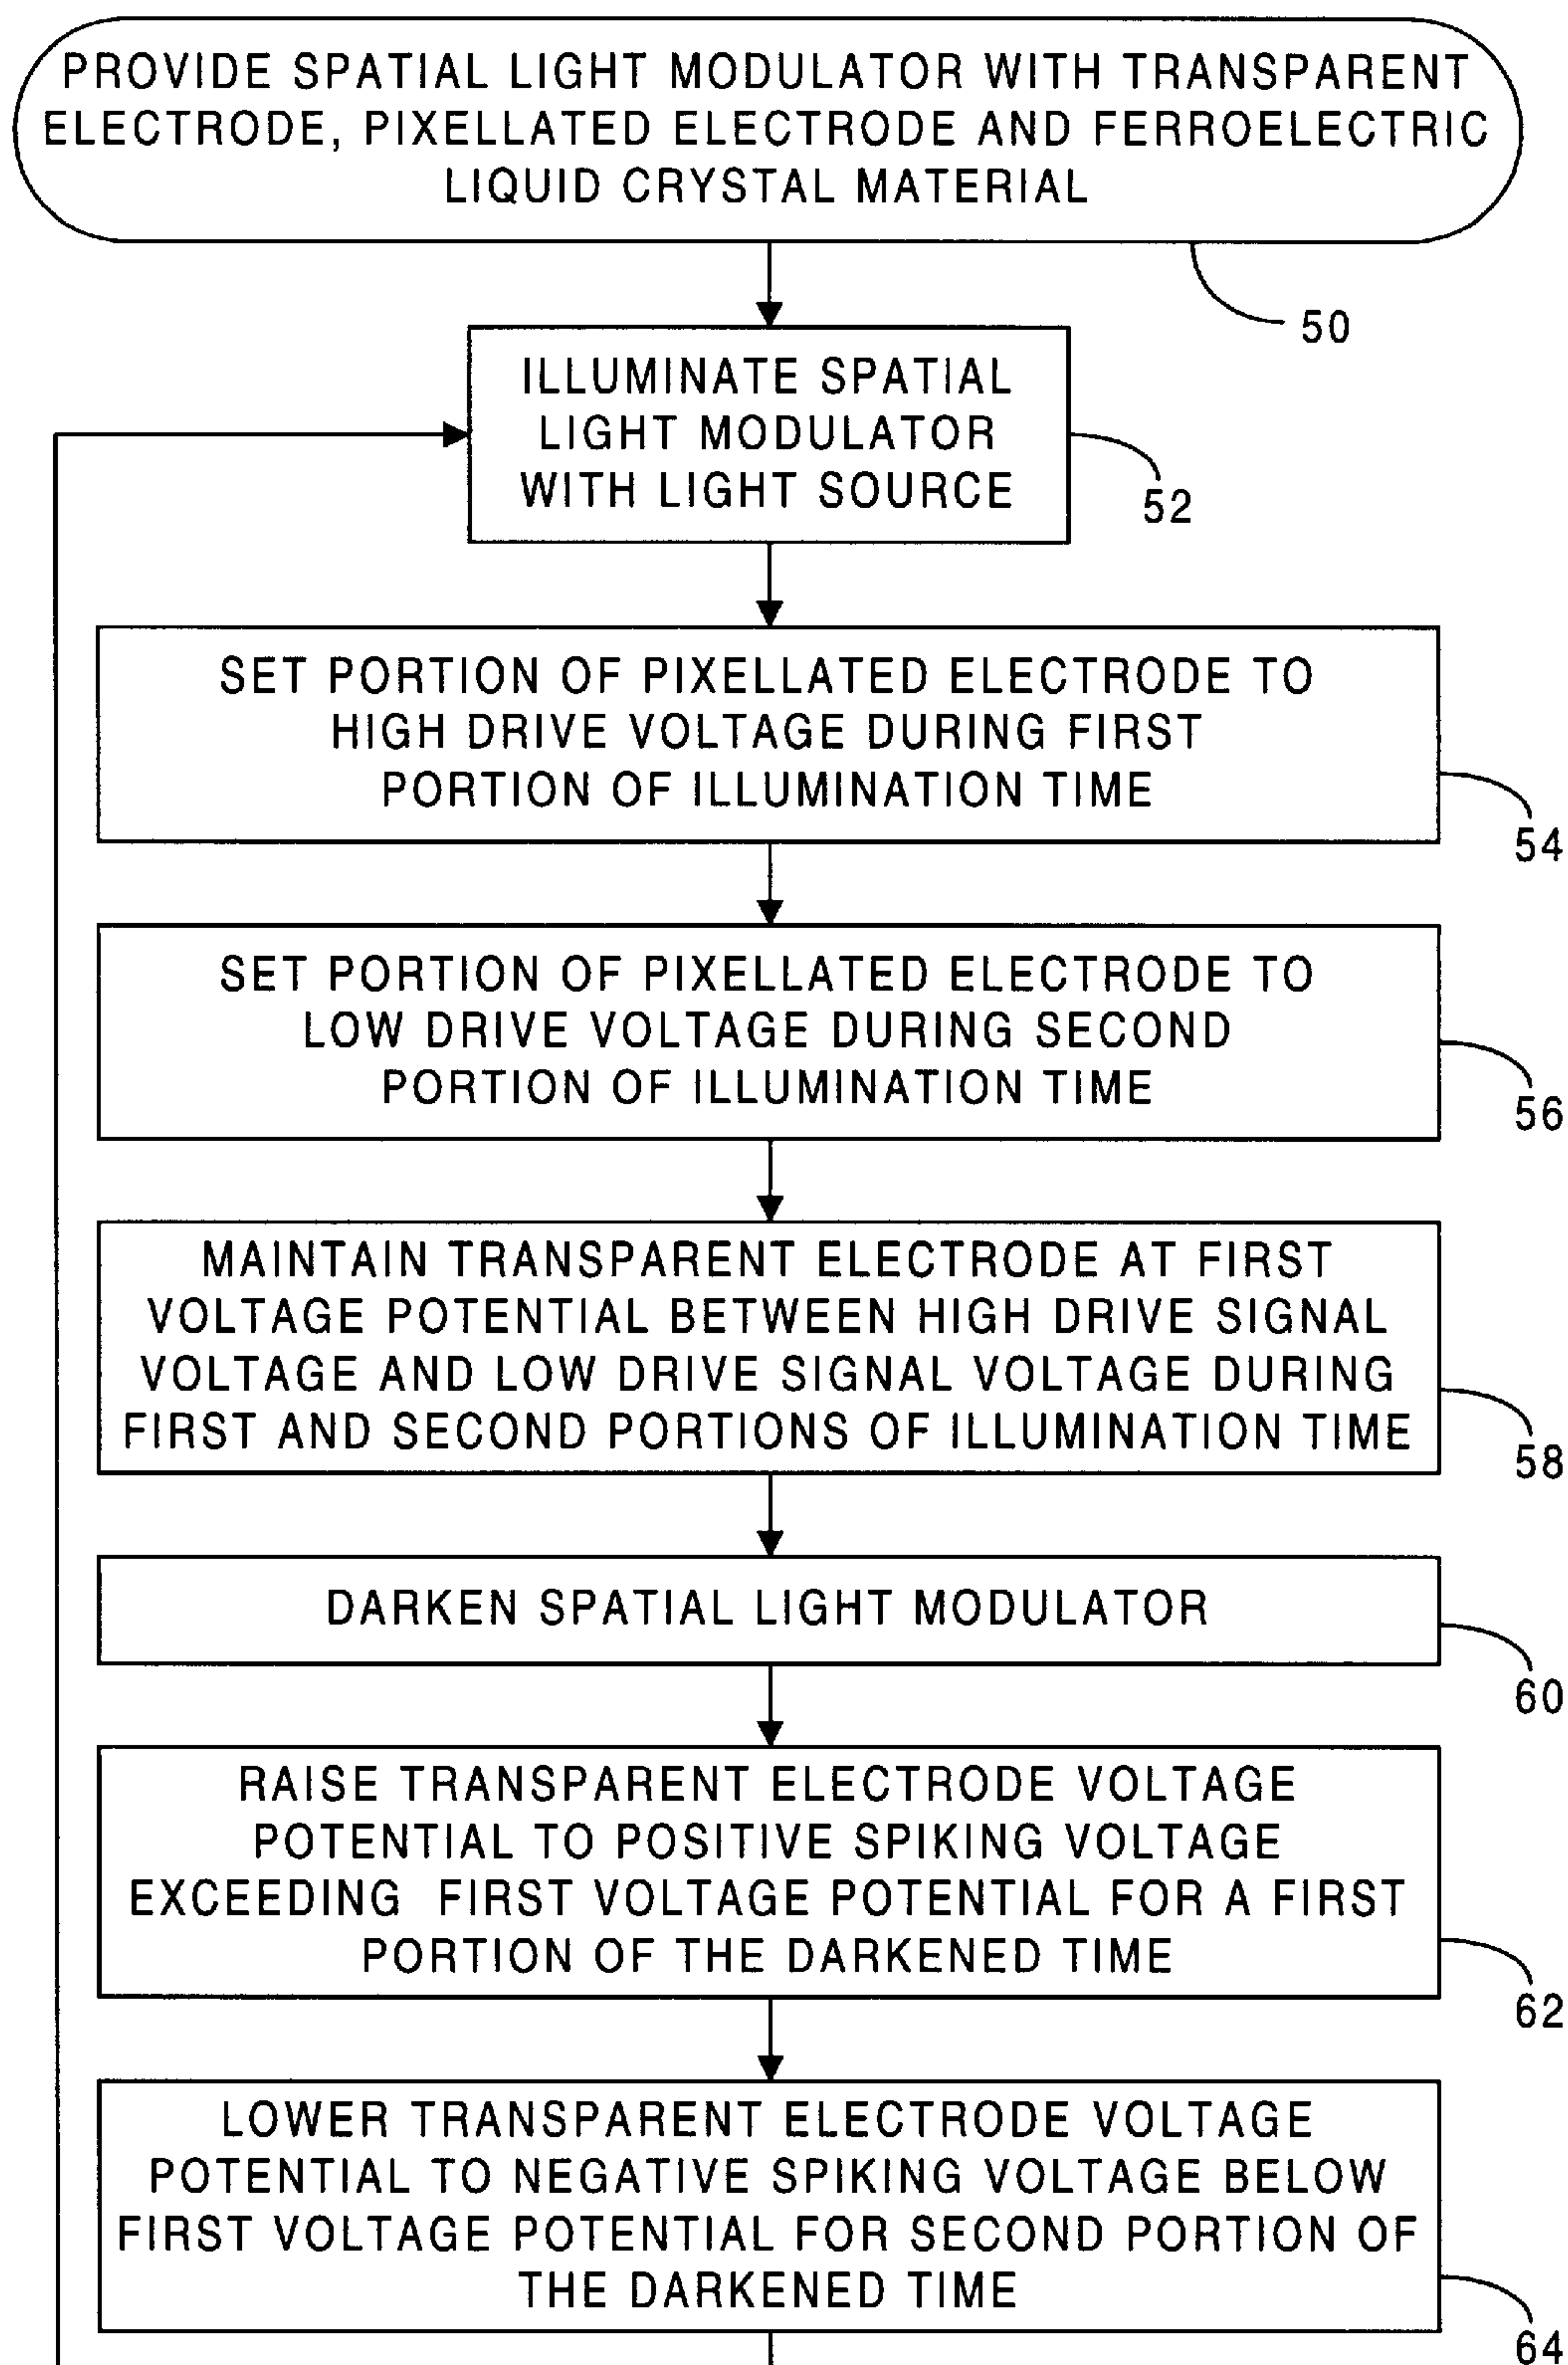 PROVIDE SPATIAL LIGHT MODULATOR WITH TRANSPARENT
ELECTRODE, PIXELLATED ELECTRODE AND FERROELECTRIC
LIQUID CRYSTAL MATERIAL
50
ILLUMINATE SPATIAL
LIGHT MODULATOR
WITH LIGHT SOURCE
52
SET PORTION OF PIXELLATED ELECTRODE TO
HIGH DRIVE VOLTAGE DURING FIRST
PORTION OF ILLUMINATION TIME
54
SET PORTION OF PIXELLATED ELECTRODE TO
LOW DRIVE VOLTAGE DURING SECOND
PORTION OF ILLUMINATION TIME
56
MAINTAIN TRANSPARENT ELECTRODE AT FIRST
VOLTAGE POTENTIAL BETWEEN HIGH DRIVE SIGNAL
VOLTAGE AND LOW DRIVE SIGNAL VOLTAGE DURING
FIRST AND SECOND PORTIONS OF ILLUMINATION TIME
58
DARKEN SPATIAL LIGHT MODULATOR
60
RAISE TRANSPARENT ELECTRODE VOLTAGE
POTENTIAL TO POSITIVE SPIKING VOLTAGE
EXCEEDING FIRST VOLTAGE POTENTIAL FOR A FIRST
PORTION OF THE DARKENED TIME
62
LOWER TRANSPARENT ELECTRODE VOLTAGE
POTENTIAL TO NEGATIVE SPIKING VOLTAGE BELOW
FIRST VOLTAGE POTENTIAL FOR SECOND PORTION OF
THE DARKENED TIME
64